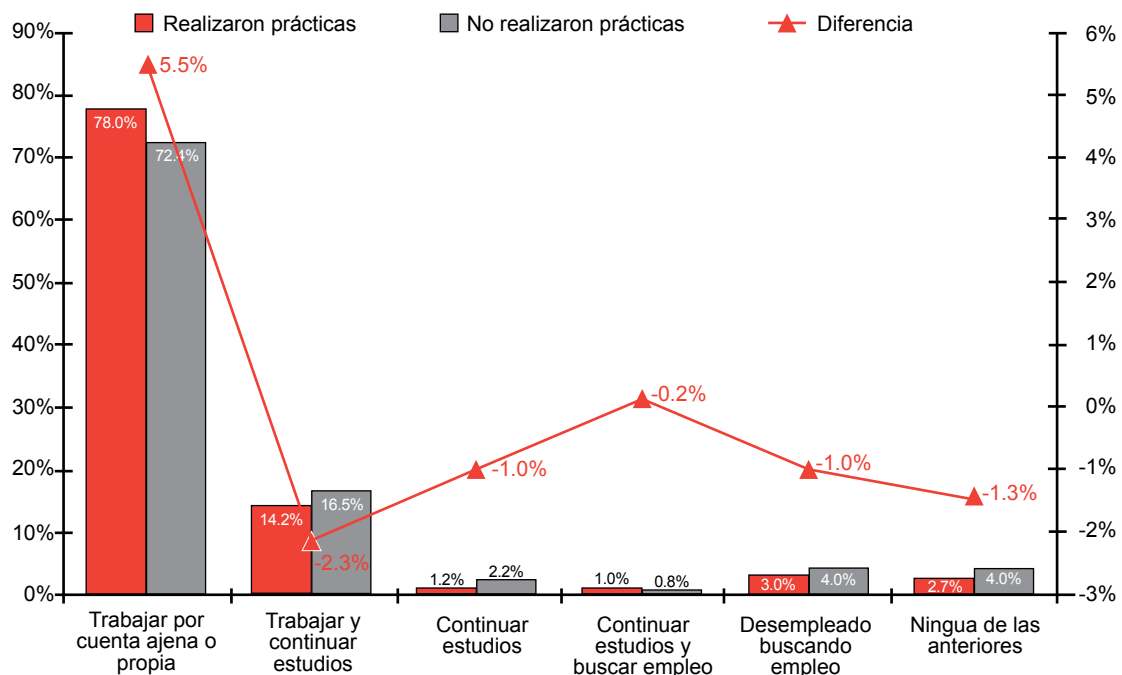 Realizaron prácticas
No realizaron prácticas
Diferencia
90%
80%
70%
60%
50%
40%
30%
20%
10%
0%
6%
5%
4%
3%
2%
1%
0%
-1%
-2%
-3%
78.0%
72.4%
5.5%
14.2%
16.5%
-2.3%
1.2%
2.2%
-1.0%
1.0%
0.8%
-0.2%
3.0%
4.0%
-1.0%
2.7%
4.0%
-1.3%
Trabajar por
cuenta ajena o
propia
Trabajar y
continuar
estudios
Continuar
estudios
Continuar
estudios y
buscar empleo
Desempleado
buscando
empleo
Ningua de las
anteriores